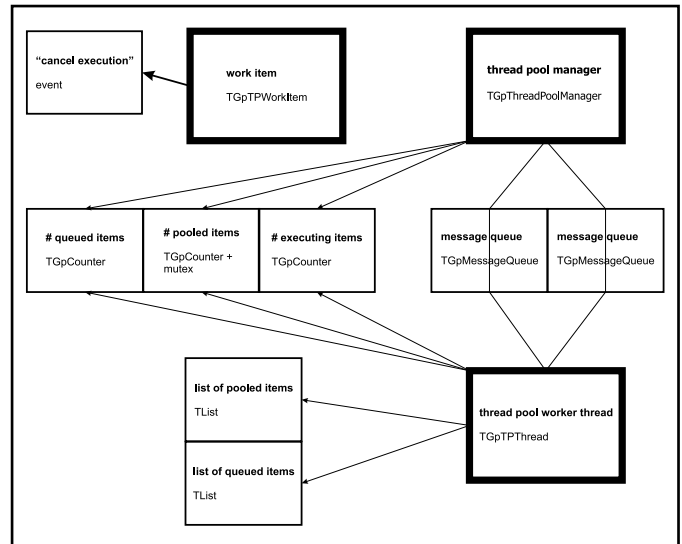 “cancel execution”
event
work item
TGpTPWorkItem
thread pool manager
TGpThreadPoolManager
# queued items
TGpCounter
# pooled items
TGpCounter +
mutex
# executing items
TGpCounter
message queue
TGpMessageQueue
message queue
TGpMessageQueue
list of pooled items
TList
list of queued items
TList
thread pool worker thread
TGpTPThread